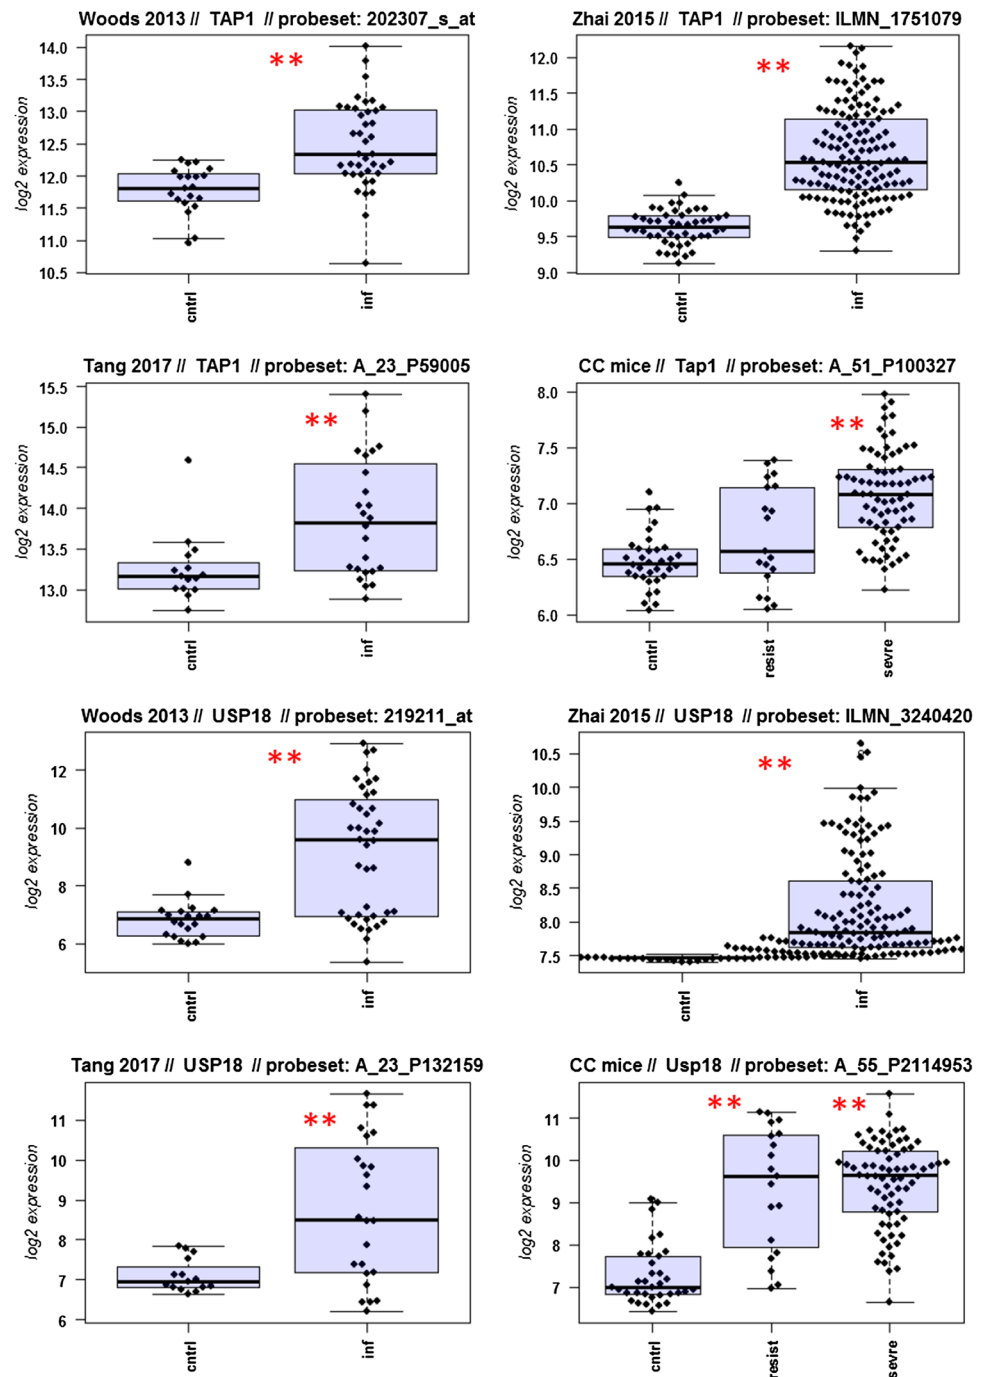 Woods 2013 // TAP1 // probeset: 202307_s_at
**
log2 expression
14.0
13.5
13.0
12.5
12.0
11.5
11.0
10.5
cntrl
inf
Zhai 2015 // TAP1 // probeset: ILMN_1751079
**
log2 expression
12.0
11.5
11.0
10.5
10.0
9.5
9.0
cntrl
inf
Tang 2017 // TAP1 // probeset: A_23_P59005
**
log2 expression
15.5
15.0
14.5
14.0
13.5
13.0
cntrl
inf
CC mice // Tap1 // probeset: A_51_P100327
**
log2 expression
8.0
7.5
7.0
6.5
6.0
cntrl
resist
sevre
Woods 2013 // USP18 // probeset: 219211_at
**
log2 expression
12
10
8
6
cntrl
inf
Zhai 2015 // USP18 // probeset: ILMN_3240420
**
log2 expression
10.5
10.0
9.5
9.0
8.5
8.0
7.5
cntrl
inf
Tang 2017 // USP18 // probeset: A_23_P132159
**
log2 expression
11
10
9
8
7
6
cntrl
inf
CC mice // Usp18 // probeset: A_55_P2114953
** **
log2 expression
11
10
9
8
7
cntrl
resist
sevre